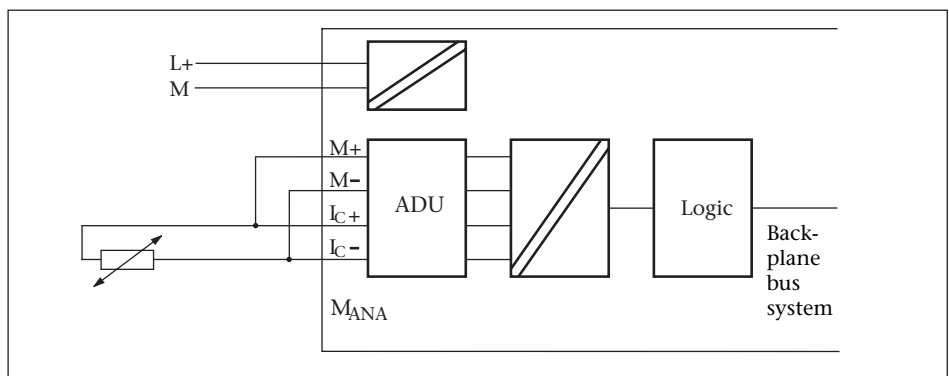 L+
M
M+
M−
IC+
IC−
ADU
Logic
Back-
plane
bus
system
MANA